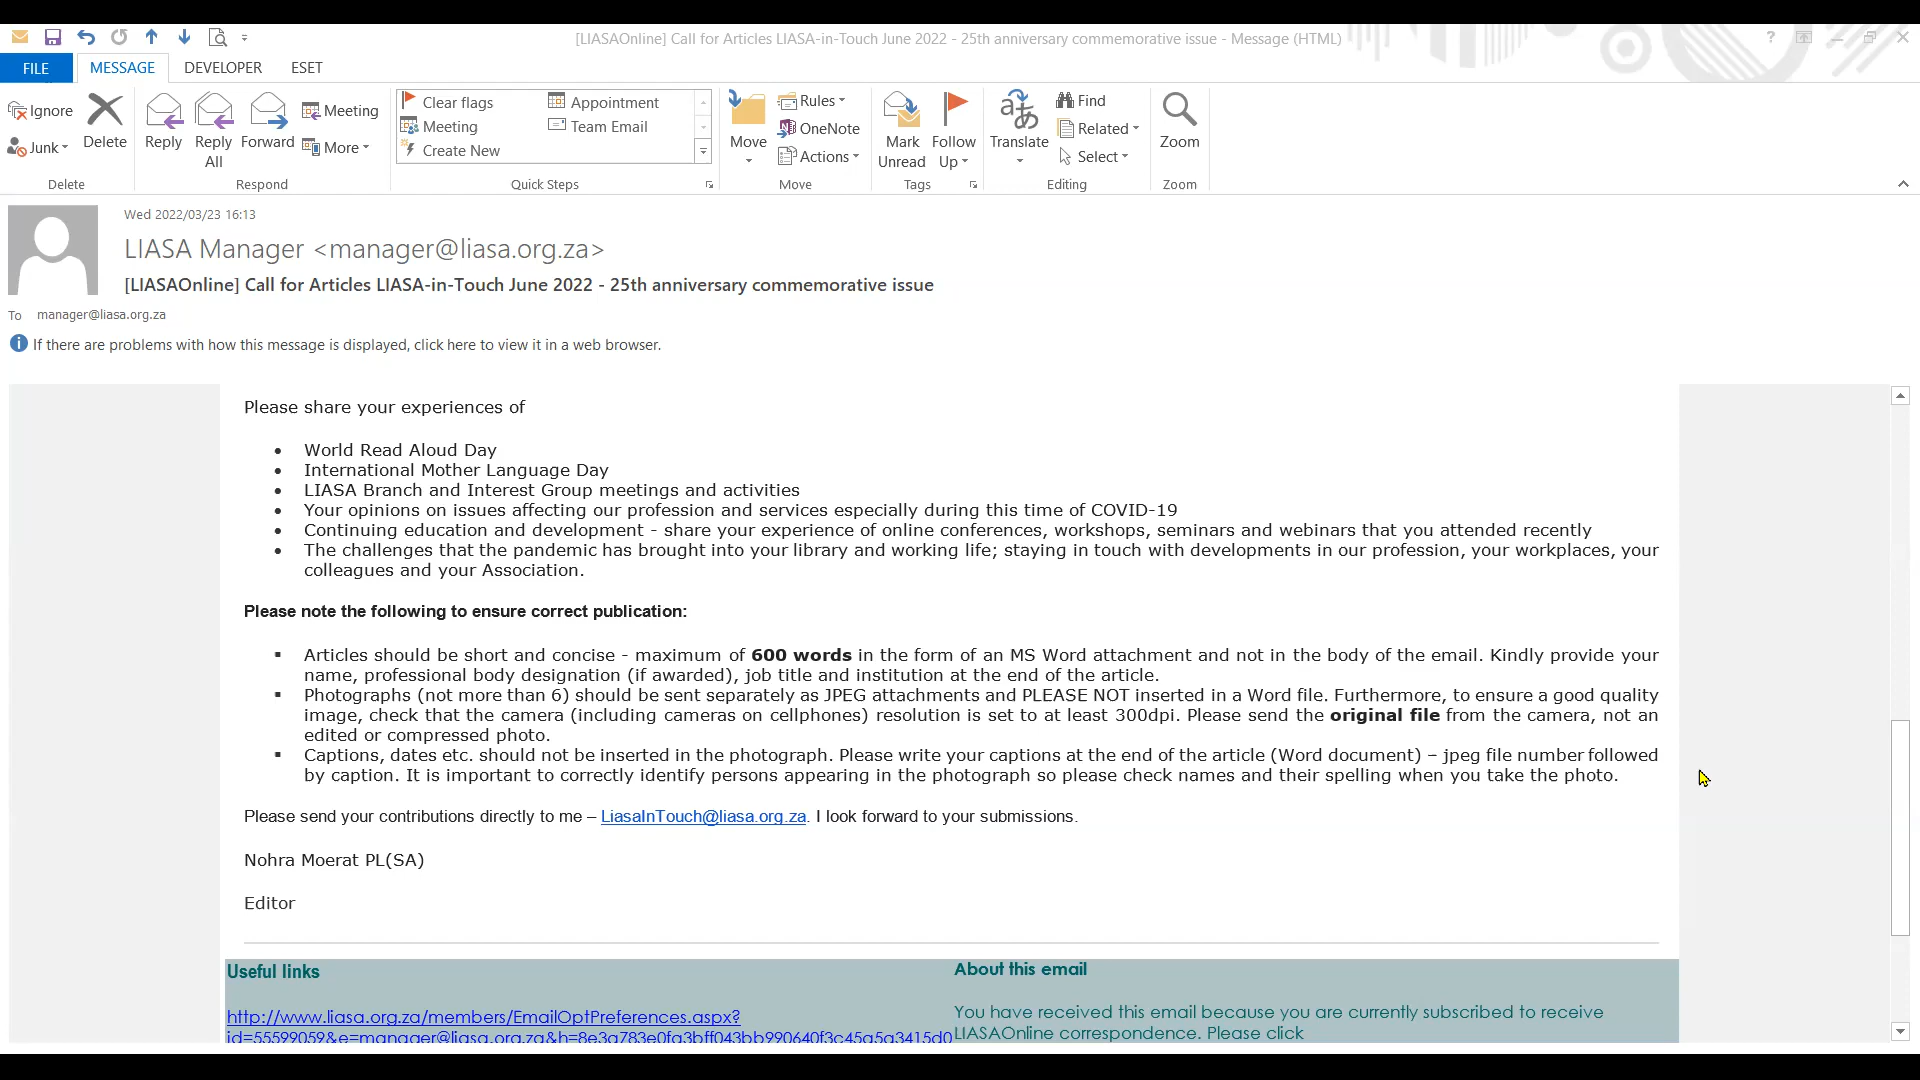 [LIASAOnline] Call for Articles LIASA-in-Touch June 2022 - 25th anniversary commemorative issue - Message (HTML)
FILE MESSAGE DEVELOPER ESET
Ignore
Junk
Delete
Delete
Reply
Reply All
Forward
Meeting
More
Respond
Clear flags
Meeting
Create New
Appointment
Team Email
Quick Steps
Move
Rules
OneNote
Actions
Move
Mark Unread
Follow Up
Tags
Translate
Find
Related
Select
Editing
Zoom
Zoom
Wed 2022/03/23 16:13
LIASA Manager <manager@liasa.org.za>
[LIASAOnline] Call for Articles LIASA-in-Touch June 2022 - 25th anniversary commemorative issue
To manager@liasa.org.za
If there are problems with how this message is displayed, click here to view it in a web browser.
Please share your experiences of
• World Read Aloud Day
• International Mother Language Day
• LIASA Branch and Interest Group meetings and activities
• Your opinions on issues affecting our profession and services especially during this time of COVID-19
• Continuing education and development - share your experience of online conferences, workshops, seminars and webinars that you attended recently
• The challenges that the pandemic has brought into your library and working life; staying in touch with developments in our profession, your workplaces, your
colleagues and your Association.
Please note the following to ensure correct publication:
▪ Articles should be short and concise - maximum of 600 words in the form of an MS Word attachment and not in the body of the email. Kindly provide your
name, professional body designation (if awarded), job title and institution at the end of the article.
▪ Photographs (not more than 6) should be sent separately as JPEG attachments and PLEASE NOT inserted in a Word file. Furthermore, to ensure a good quality
image, check that the camera (including cameras on cellphones) resolution is set to at least 300dpi. Please send the original file from the camera, not an
edited or compressed photo.
▪ Captions, dates etc. should not be inserted in the photograph. Please write your captions at the end of the article (Word document) – jpeg file number followed
by caption. It is important to correctly identify persons appearing in the photograph so please check names and their spelling when you take the photo.
Please send your contributions directly to me – LiasaInTouch@liasa.org.za. I look forward to your submissions.
Nohra Moerat PL(SA)
Editor
Useful links
http://www.liasa.org.za/members/EmailOptPreferences.aspx?
id=55599059&e=manager@liasa.org.za&h=8e3a783e0fa3bff043bb990640f3c45a5a3415d0
About this email
You have received this email because you are currently subscribed to receive
LIASAOnline correspondence. Please click